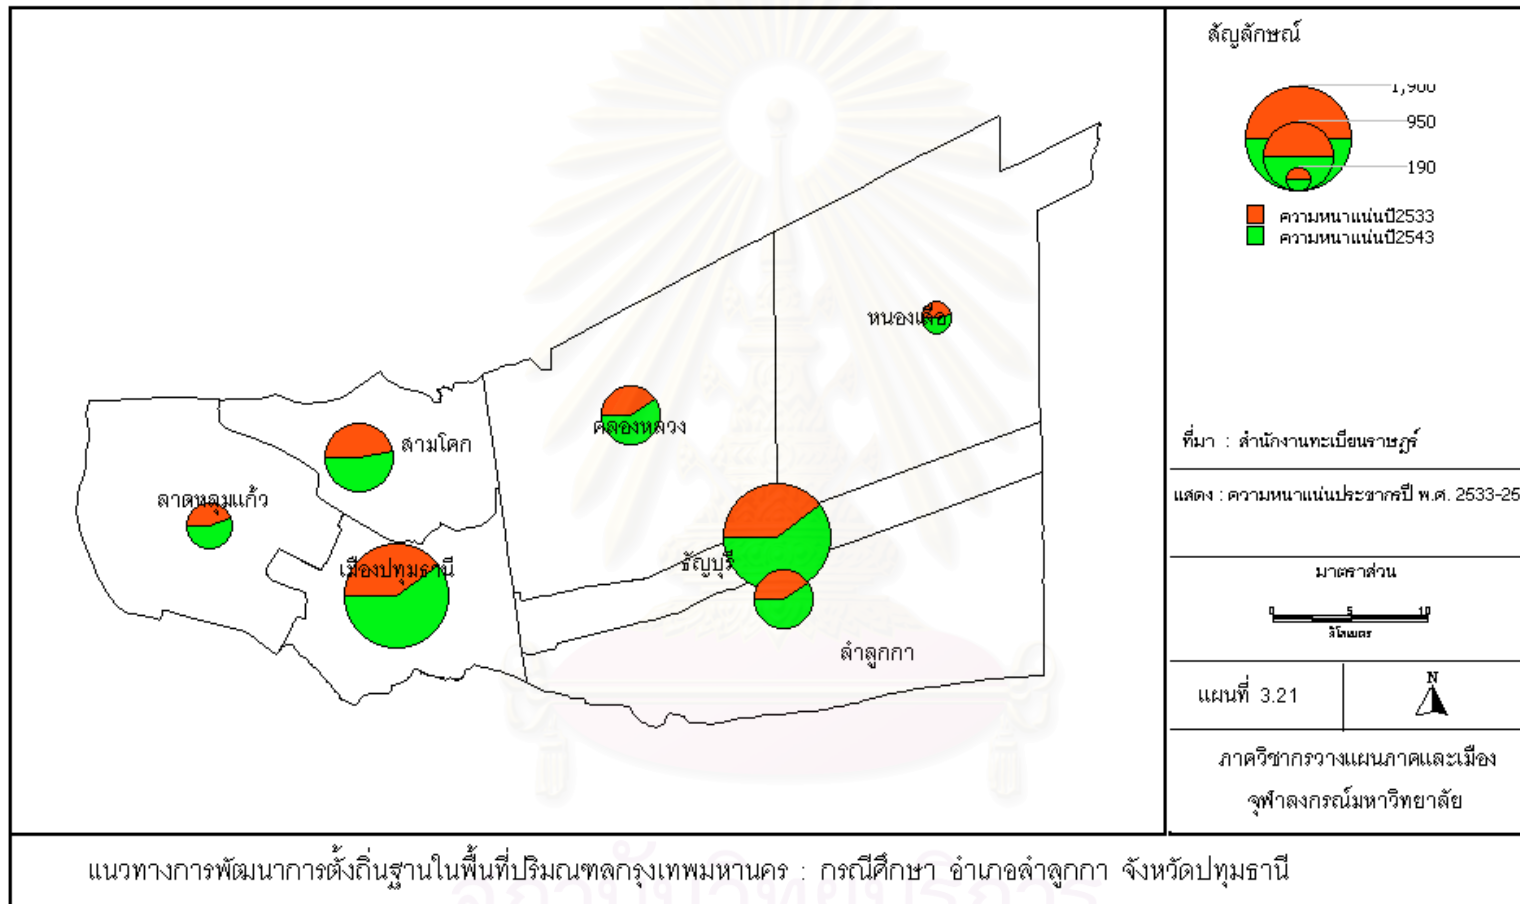 สัญลักษณ์
1,900
950
190
ความหนาแน่นปี2533
ความหนาแน่นปี2543
หนองเสือ
คลองหลวง
สามโคก
ลาดหลุมแก้ว
เมืองปทุมธานี
ธัญบุรี
ลำลูกกา
ที่มา : สำนักงานทะเบียนราษฎร์
แสดง : ความหนาแน่นประชากรปี พ.ศ. 2533-25
มาตราส่วน
0 5 10
กิโลเมตร
แผนที่ 3.21
N
ภาควิชาการวางแผนภาคและเมือง
จุฬาลงกรณ์มหาวิทยาลัย
แนวทางการพัฒนาการตั้งถิ่นฐานในพื้นที่ปริมณฑลกรุงเทพมหานคร : กรณีศึกษา อำเภอลำลูกกา จังหวัดปทุมธานี
สถาบันวิทยบริการ